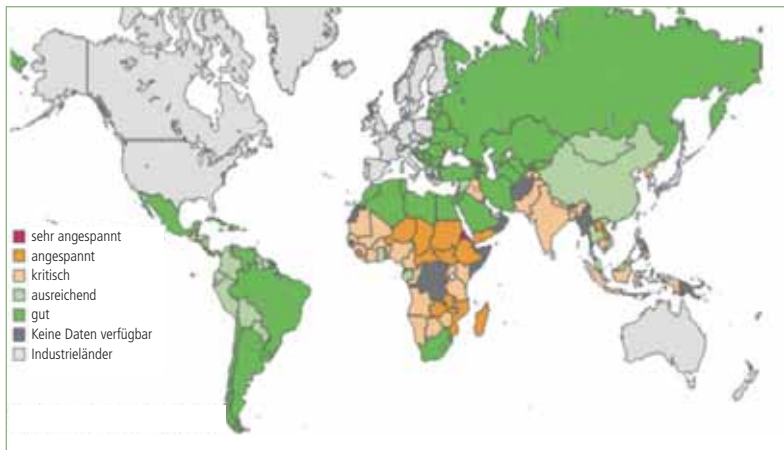 sehr angespannt
angespannt
kritisch
ausreichend
gut
Keine Daten verfügbar
Industrieländer